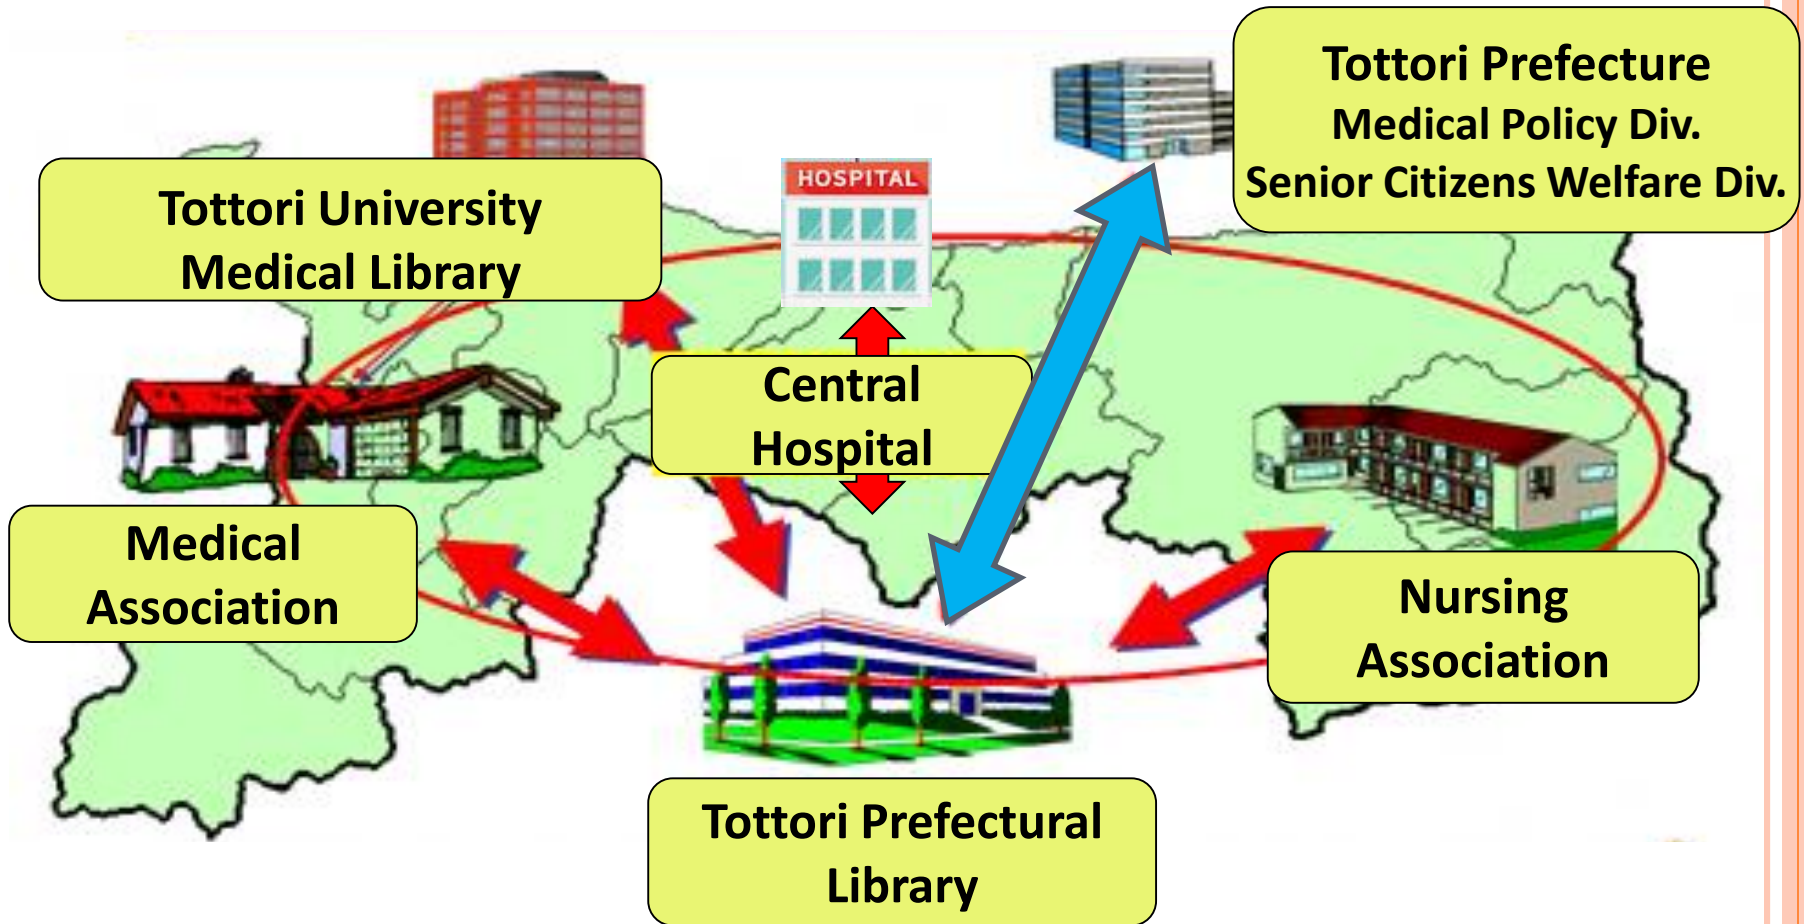 Tottori Prefecture
Medical Policy Div.
Senior Citizens Welfare Div.
HOSPITAL
Tottori University
Medical Library
Central
Hospital
Medical
Association
Nursing
Association
Tottori Prefectural
Library